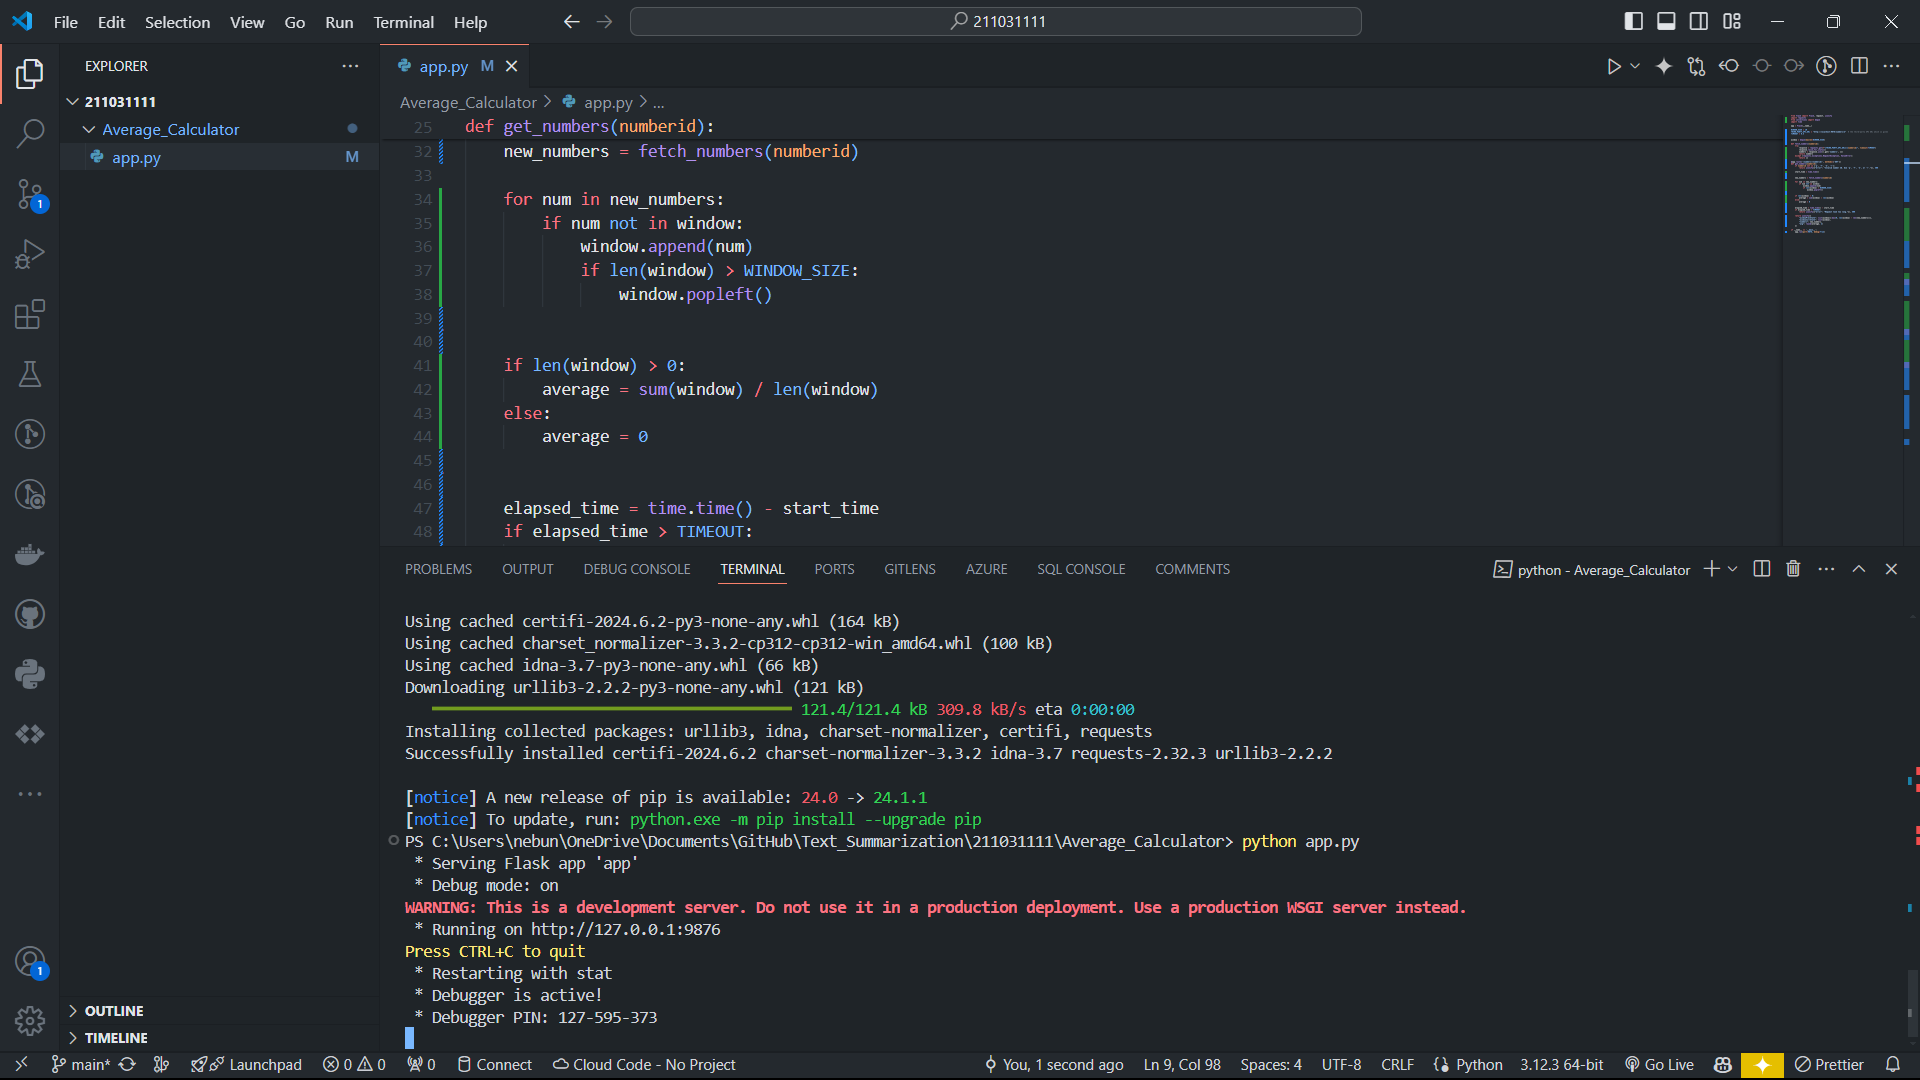 File Edit Selection View Go Run Terminal Help
211031111
EXPLORER
211031111
Average_Calculator
app.py M
OUTLINE
TIMELINE
app.py M
Average_Calculator > app.py > ...
25 def get_numbers(numberid):
32 new_numbers = fetch_numbers(numberid)
33
34 for num in new_numbers:
35 if num not in window:
36 window.append(num)
37 if len(window) > WINDOW_SIZE:
38 window.popleft()
39
40
41 if len(window) > 0:
42 average = sum(window) / len(window)
43 else:
44 average = 0
45
46
47 elapsed_time = time.time() - start_time
48 if elapsed_time > TIMEOUT:
PROBLEMS OUTPUT DEBUG CONSOLE TERMINAL PORTS GITLENS AZURE SQL CONSOLE COMMENTS
python - Average_Calculator
Using cached certifi-2024.6.2-py3-none-any.whl (164 kB)
Using cached charset_normalizer-3.3.2-cp312-cp312-win_amd64.whl (100 kB)
Using cached idna-3.7-py3-none-any.whl (66 kB)
Downloading urllib3-2.2.2-py3-none-any.whl (121 kB)
121.4/121.4 kB 309.8 kB/s eta 0:00:00
Installing collected packages: urllib3, idna, charset-normalizer, certifi, requests
Successfully installed certifi-2024.6.2 charset-normalizer-3.3.2 idna-3.7 requests-2.32.3 urllib3-2.2.2
[notice] A new release of pip is available: 24.0 -> 24.1.1
[notice] To update, run: python.exe -m pip install --upgrade pip
PS C:\Users\nebun\OneDrive\Documents\GitHub\Text_Summarization\211031111\Average_Calculator> python app.py
* Serving Flask app 'app'
* Debug mode: on
WARNING: This is a development server. Do not use it in a production deployment. Use a production WSGI server instead.
* Running on http://127.0.0.1:9876
Press CTRL+C to quit
* Restarting with stat
* Debugger is active!
* Debugger PIN: 127-595-373
1
1
main* Launchpad 0 0 0 Connect Cloud Code - No Project You, 1 second ago Ln 9, Col 98 Spaces: 4 UTF-8 CRLF Python 3.12.3 64-bit Go Live Prettier